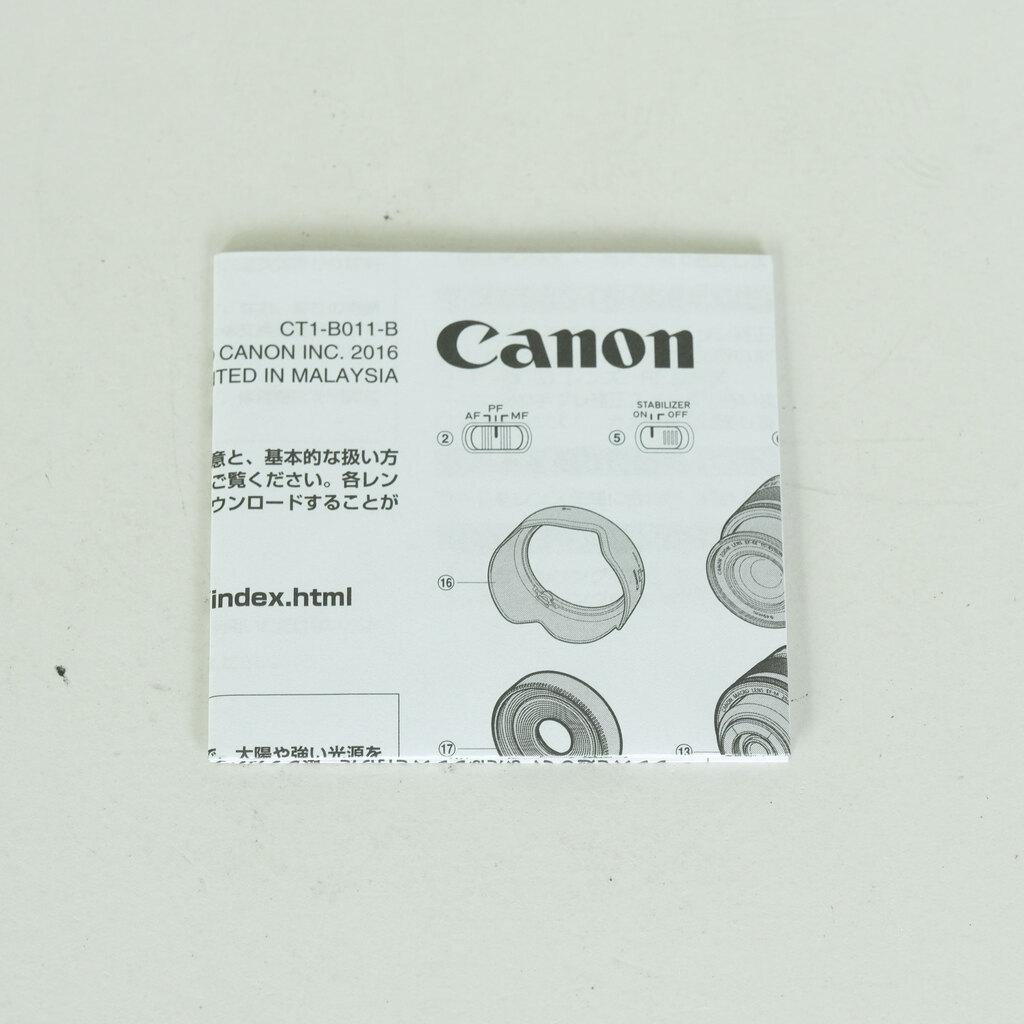 CT1-B011-B
CANON INC. 2016
TED IN MALAYSIA
意と、基本的な扱い方
ご覧ください。各レン
ウンロードすることが
index.html
太陽や強い光源を
Canon
AF PF MF
2
STABILIZER
ON OFF
5
16
17
13